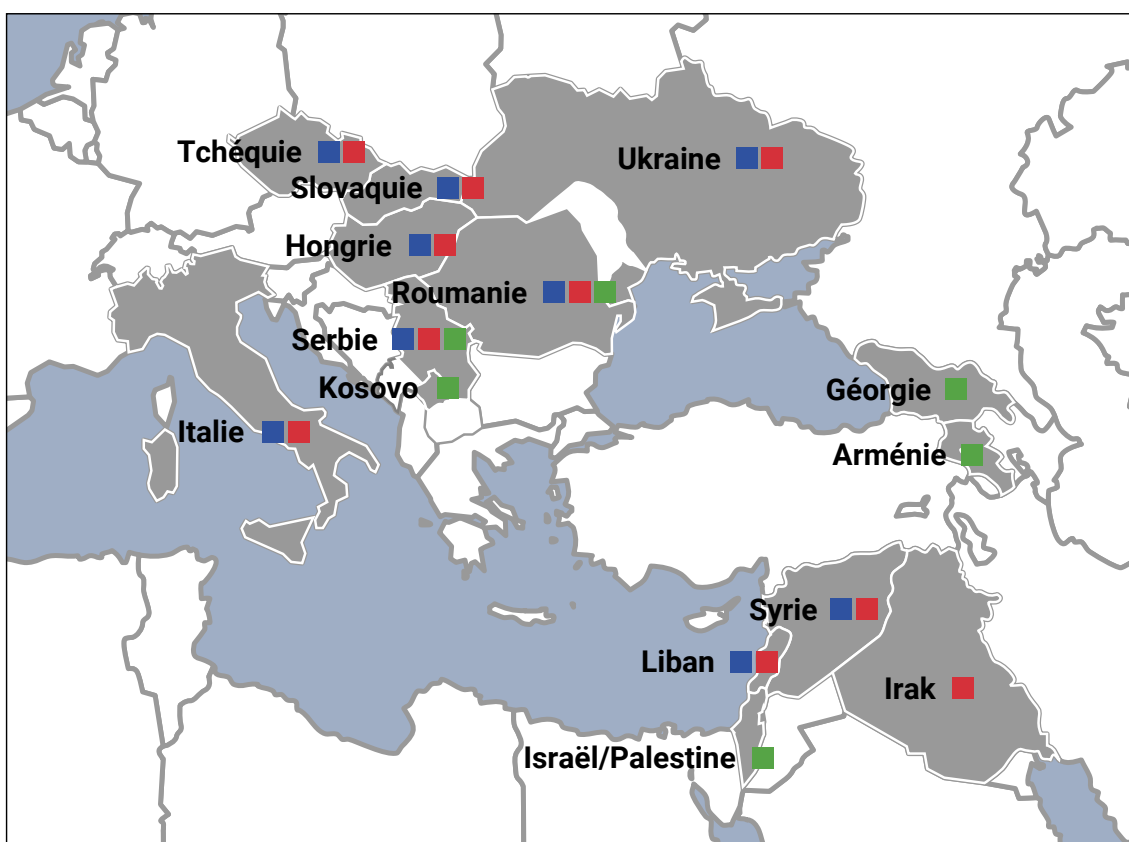 Tchéquie
Ukraine
Slovaquie
Hongrie
Roumanie
Serbie
Kosovo
Géorgie
Italie
Arménie
Syrie
Liban
Irak
Israël/Palestine